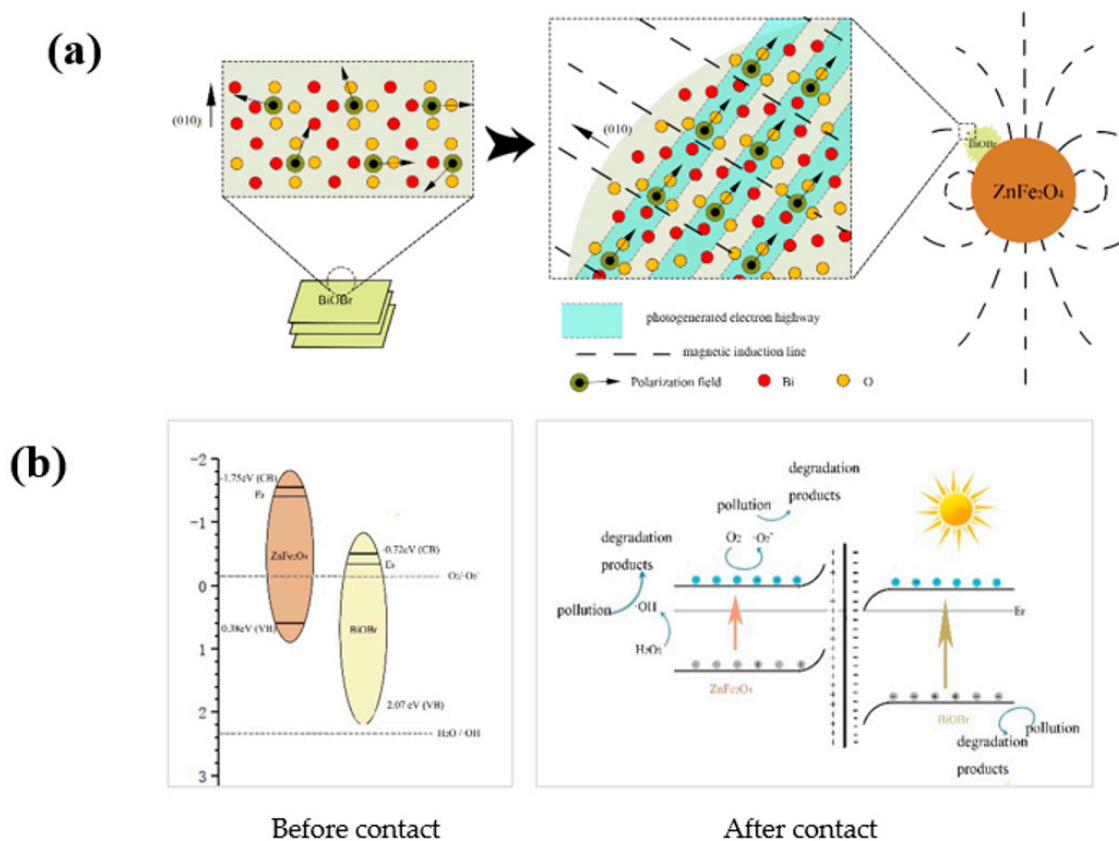 (a)
(010)
BiOBr
(010)
BiOBr
ZnFe₂O₄
photogenerated electron highway
magnetic induction line
Polarization field
Bi
O
(b)
-2
-1
0
1
2
3
-1.75eV (CB)
ZnFe₂O₄
0.38eV (VB)
-0.72eV (CB)
BiOBr
2.07 eV (VB)
O₂/·O₂⁻
H₂O /·OH
degradation
products
pollution
O₂ ·O₂⁻
degradation
products
pollution
·OH
H₂O₂
ZnFe₂O₄
BiOBr
pollution
degradation
products
Before contact
After contact